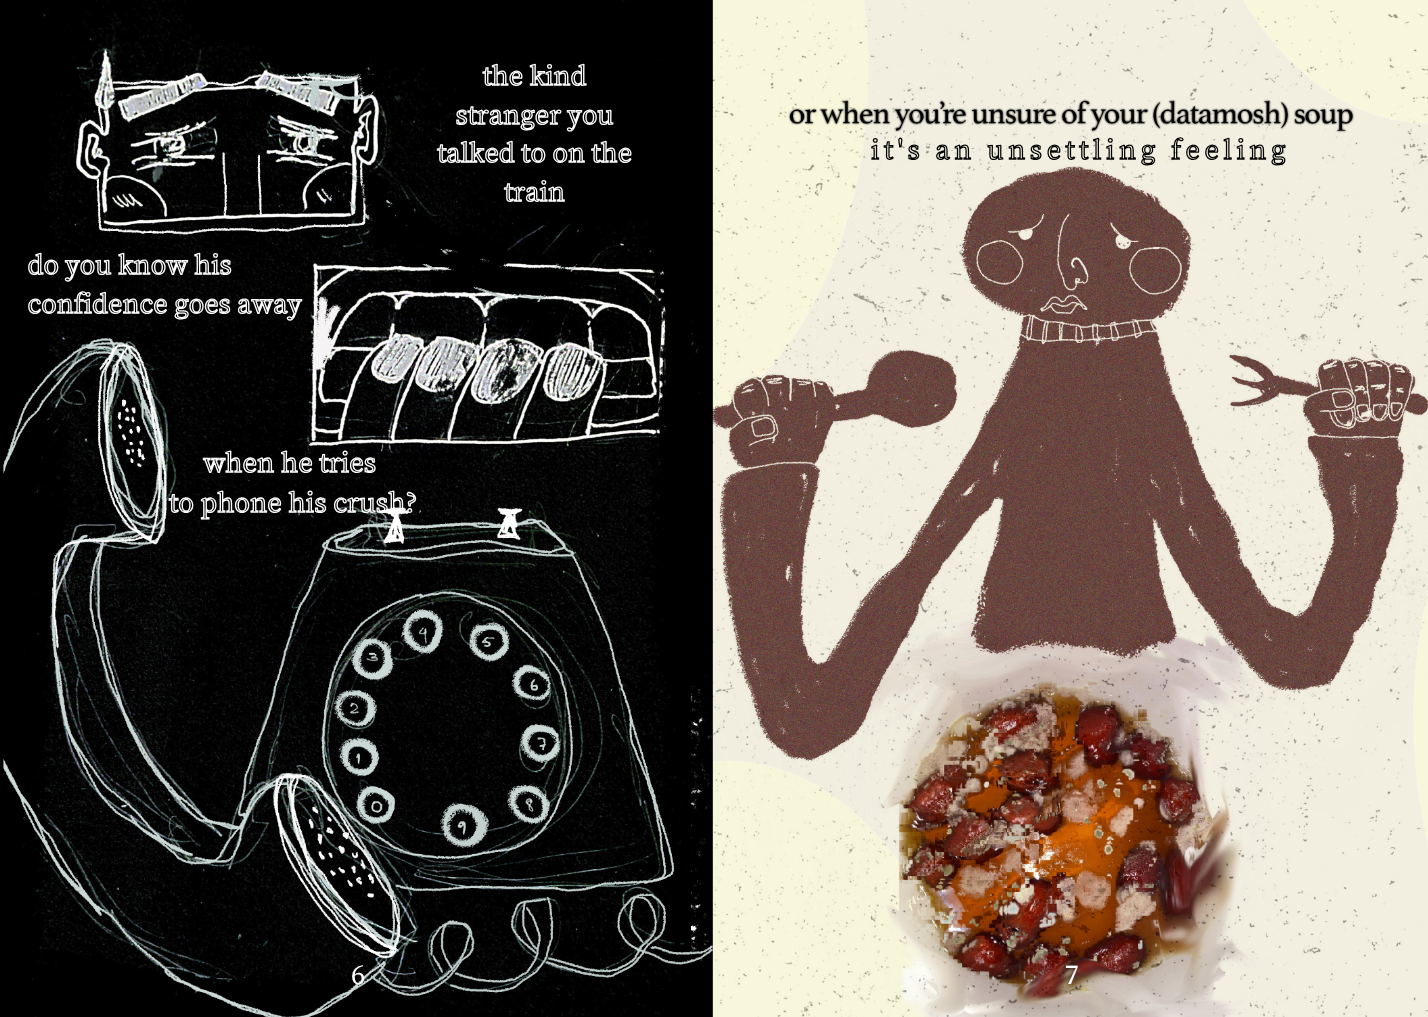 the kind
stranger you
talked to on the
train
do you know his
confidence goes away
when he tries
to phone his crush?
4
5
3
6
2
7
1
0
8
9
6
or when you're unsure of your (datamosh) soup
it's an unsettling feeling
7